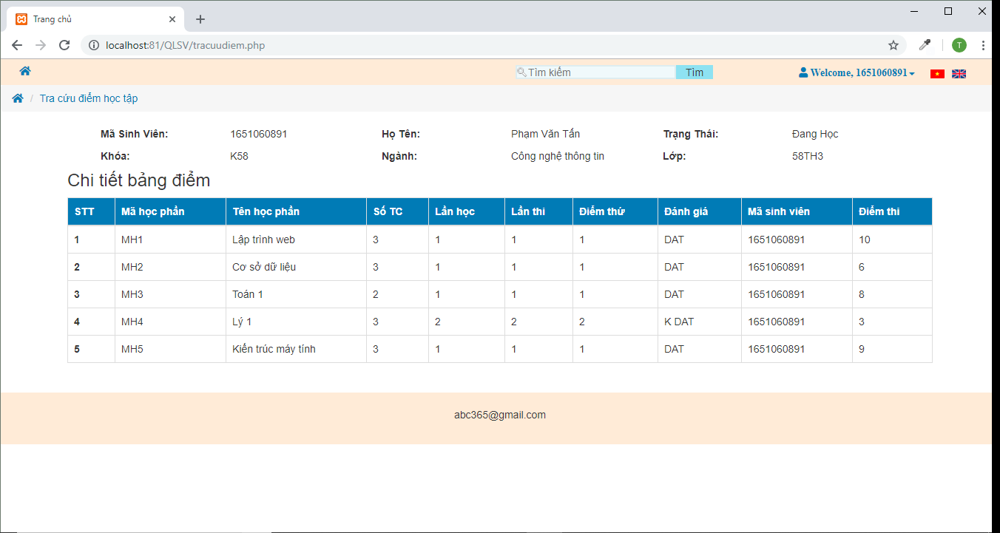 Trang chủ
localhost:81/QLSV/tracuudiem.php
T
Tìm kiếm Tìm Welcome, 1651060891
/ Tra cứu điểm học tập
Mã Sinh Viên: 1651060891 Họ Tên: Phạm Văn Tấn Trạng Thái: Đang Học
Khóa: K58 Ngành: Công nghệ thông tin Lớp: 58TH3
Chi tiết bảng điểm
STT Mã học phần Tên học phần Số TC Lần học Lần thi Điểm thứ Đánh giá Mã sinh viên Điểm thi
1 MH1 Lập trình web 3 1 1 1 DAT 1651060891 10
2 MH2 Cơ sở dữ liệu 3 1 1 1 DAT 1651060891 6
3 MH3 Toán 1 2 1 1 1 DAT 1651060891 8
4 MH4 Lý 1 3 2 2 2 K DAT 1651060891 3
5 MH5 Kiến trúc máy tính 3 1 1 1 DAT 1651060891 9
abc365@gmail.com